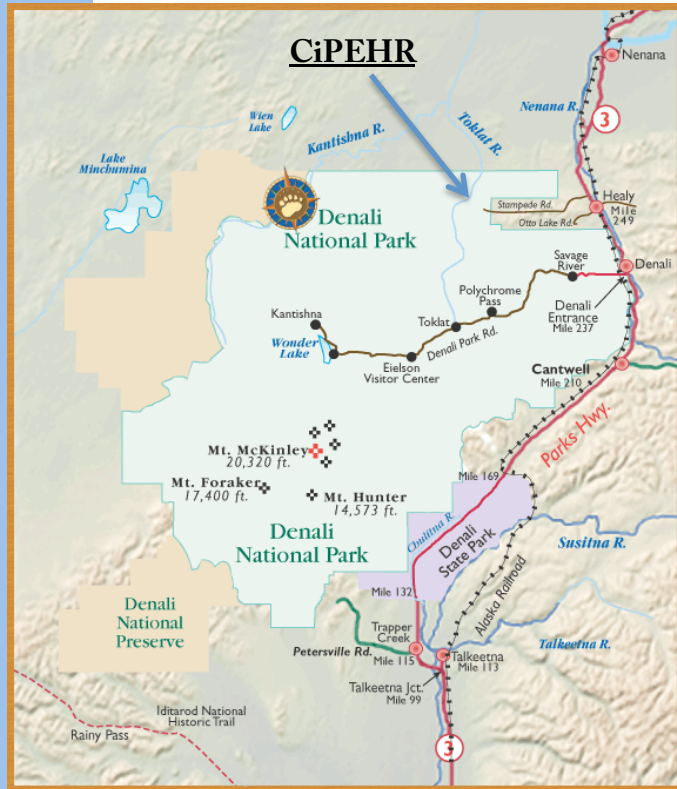 CiPEHR
Nenana
Nenana R.
3
Wien
Lake
Kantishna R.
Toklat R.
Lake
Minchumina
Healy
Mile
249
Stampede Rd.
Otto Lake Rd.
Denali
National Park
Savage
River
Denali
Denali
Entrance
Mile 237
Polychrome
Pass
Kantishna
Toklat
Denali Park Rd.
Wonder
Lake
Eielson
Visitor Center
Cantwell
Mile 210
Parks Hwy.
Mt. McKinley
20,320 ft.
Mt. Foraker
17,400 ft.
Mt. Hunter
14,573 ft.
Mile 169
Chulitna R.
Denali
State Park
Susitna R.
Denali
National Park
Alaska Railroad
Mile 132
Denali
National
Preserve
Trapper
Creek
Petersville Rd.
Mile 115
Talkeetna
Mile 113
Talkeetna R.
Talkeetna Jct.
Mile 99
Iditarod National
Historic Trail
Rainy Pass
3